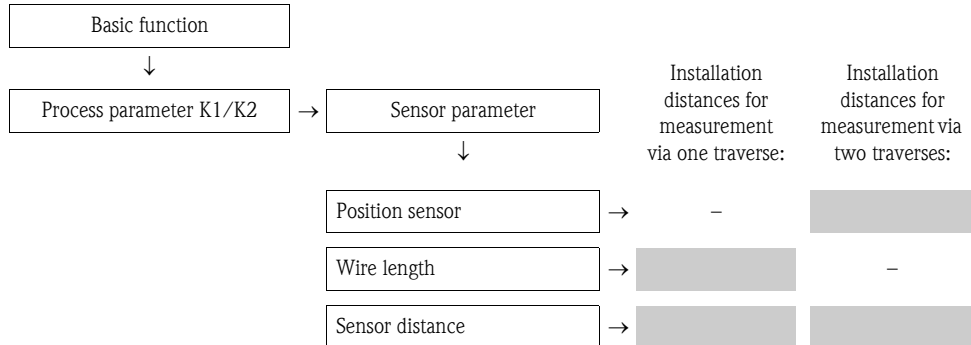 Basic function
↓
Process parameter K1/K2 → Sensor parameter
↓
Installation
distances for
measurement
via one traverse:
Installation
distances for
measurement via
two traverses:
Position sensor → –
Wire length → –
Sensor distance →